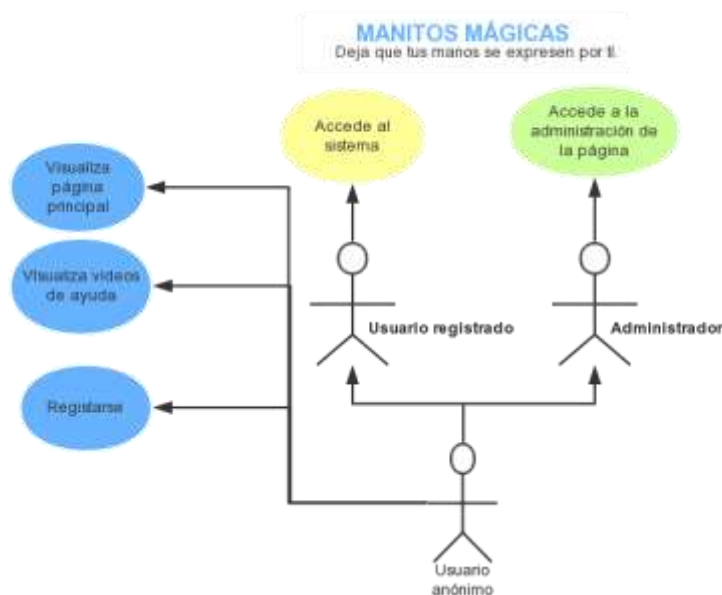 MANITOS MÁGICAS
Deja que tus manos se expresen por ti.
Accede al
sistema
Accede a la
administración de
la página
Visualiza
página
principal
Visualiza videos
de ayuda
Registarse
Usuario registrado
Administrador
Usuario
anónimo